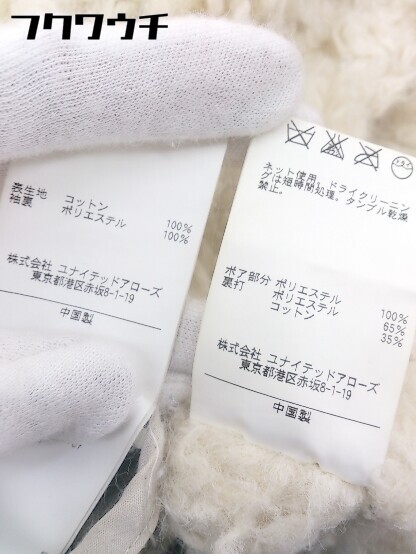 フクワウチ
表生地 コットン 100%
袖裏 ポリエステル 100%
株式会社 ユナイテッドアローズ
東京都港区赤坂8-1-19
中国製
ネット使用。ドライクリーニン
グは短時間処理。タンブル乾燥
禁止。
ボア部分 ポリエステル 100%
裏打 ポリエステル 65%
コットン 35%
株式会社 ユナイテッドアローズ
東京都港区赤坂8-1-19
中国製